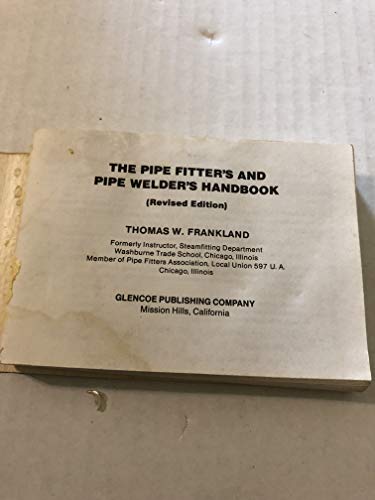 THE PIPE FITTER'S AND
PIPE WELDER'S HANDBOOK
(Revised Edition)
THOMAS W. FRANKLAND
Formerly Instructor, Steamfitting Department
Washburne Trade School, Chicago, Illinois
Member of Pipe Fitters Association, Local Union 597 U. A.
Chicago, Illinois
GLENCOE PUBLISHING COMPANY
Mission Hills, California